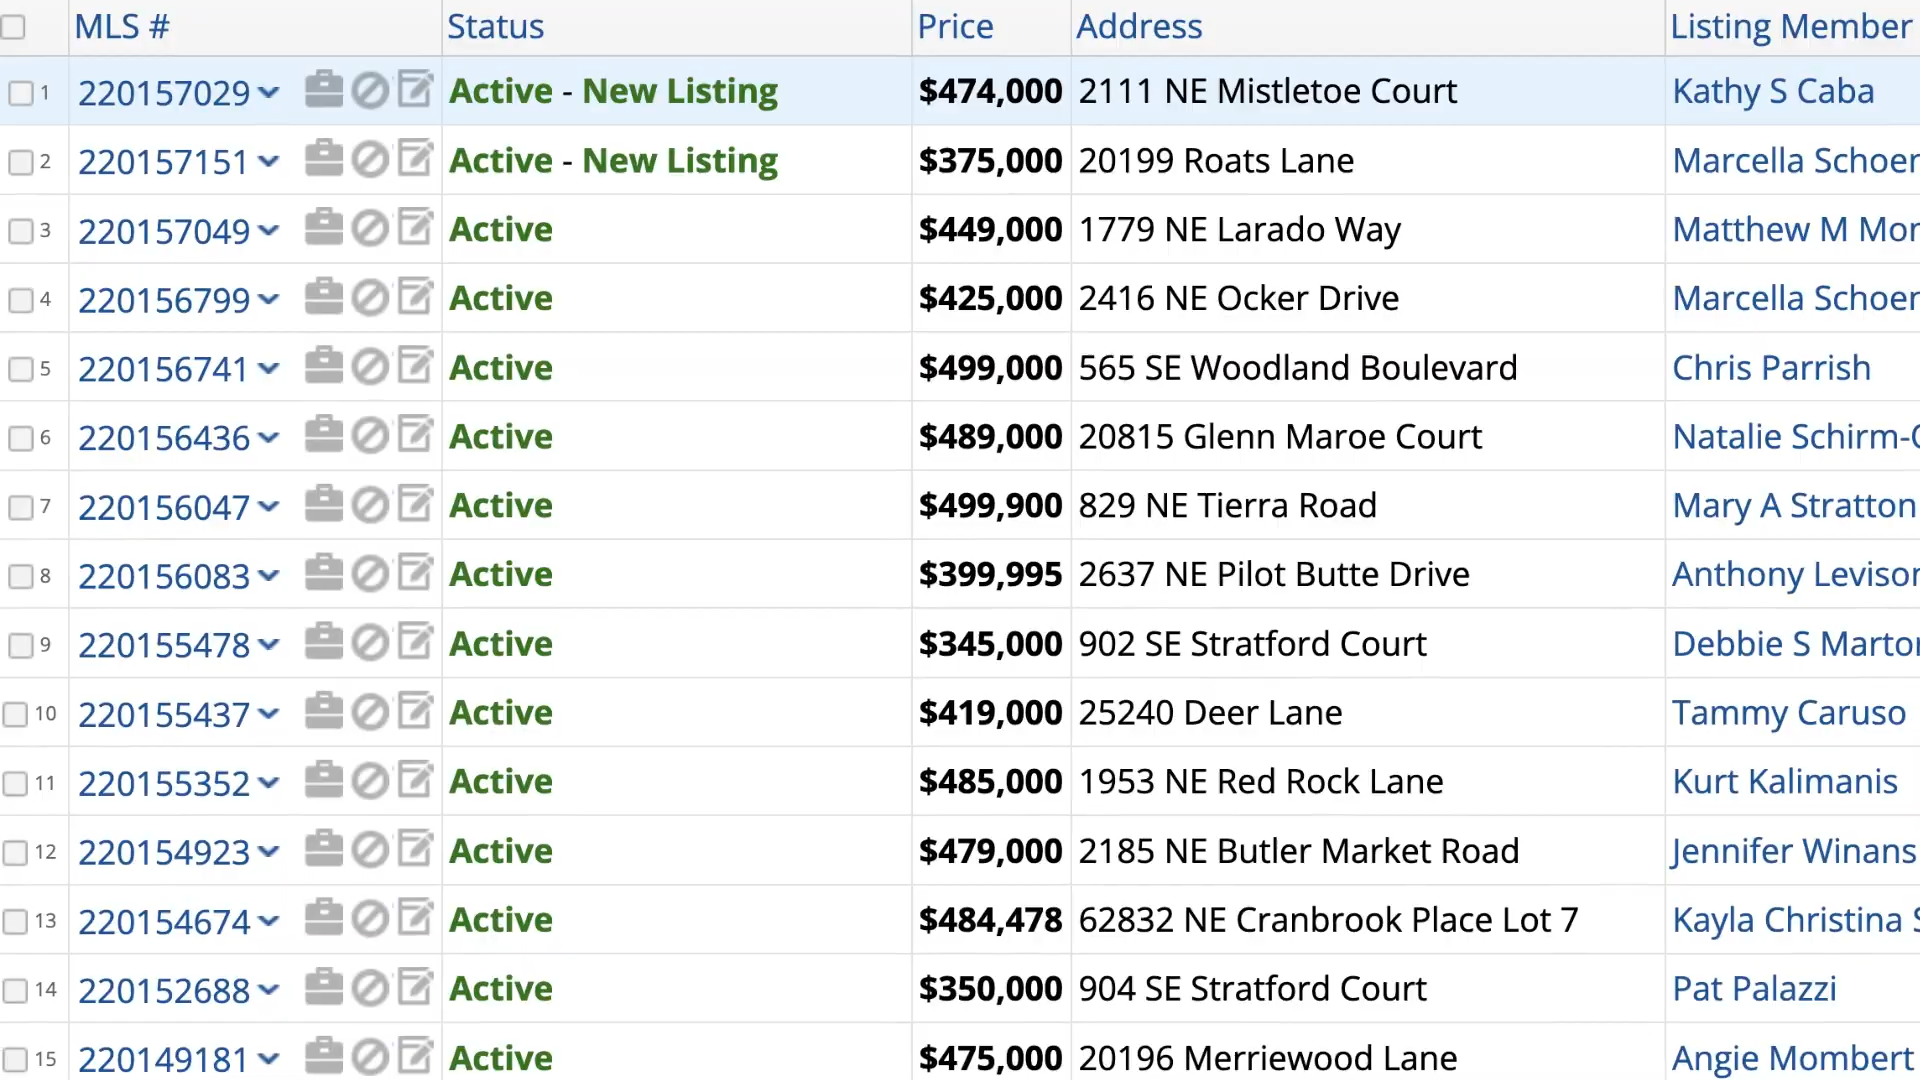 MLS # Status Price Address Listing Member
1 220157029 Active - New Listing $474,000 2111 NE Mistletoe Court Kathy S Caba
2 220157151 Active - New Listing $375,000 20199 Roats Lane Marcella Schoen
3 220157049 Active $449,000 1779 NE Larado Way Matthew M Mor
4 220156799 Active $425,000 2416 NE Ocker Drive Marcella Schoen
5 220156741 Active $499,000 565 SE Woodland Boulevard Chris Parrish
6 220156436 Active $489,000 20815 Glenn Maroe Court Natalie Schirm-
7 220156047 Active $499,900 829 NE Tierra Road Mary A Stratton
8 220156083 Active $399,995 2637 NE Pilot Butte Drive Anthony Levison
9 220155478 Active $345,000 902 SE Stratford Court Debbie S Marton
10 220155437 Active $419,000 25240 Deer Lane Tammy Caruso
11 220155352 Active $485,000 1953 NE Red Rock Lane Kurt Kalimanis
12 220154923 Active $479,000 2185 NE Butler Market Road Jennifer Winans
13 220154674 Active $484,478 62832 NE Cranbrook Place Lot 7 Kayla Christina
14 220152688 Active $350,000 904 SE Stratford Court Pat Palazzi
15 220149181 Active $475,000 20196 Merriewood Lane Angie Mombert